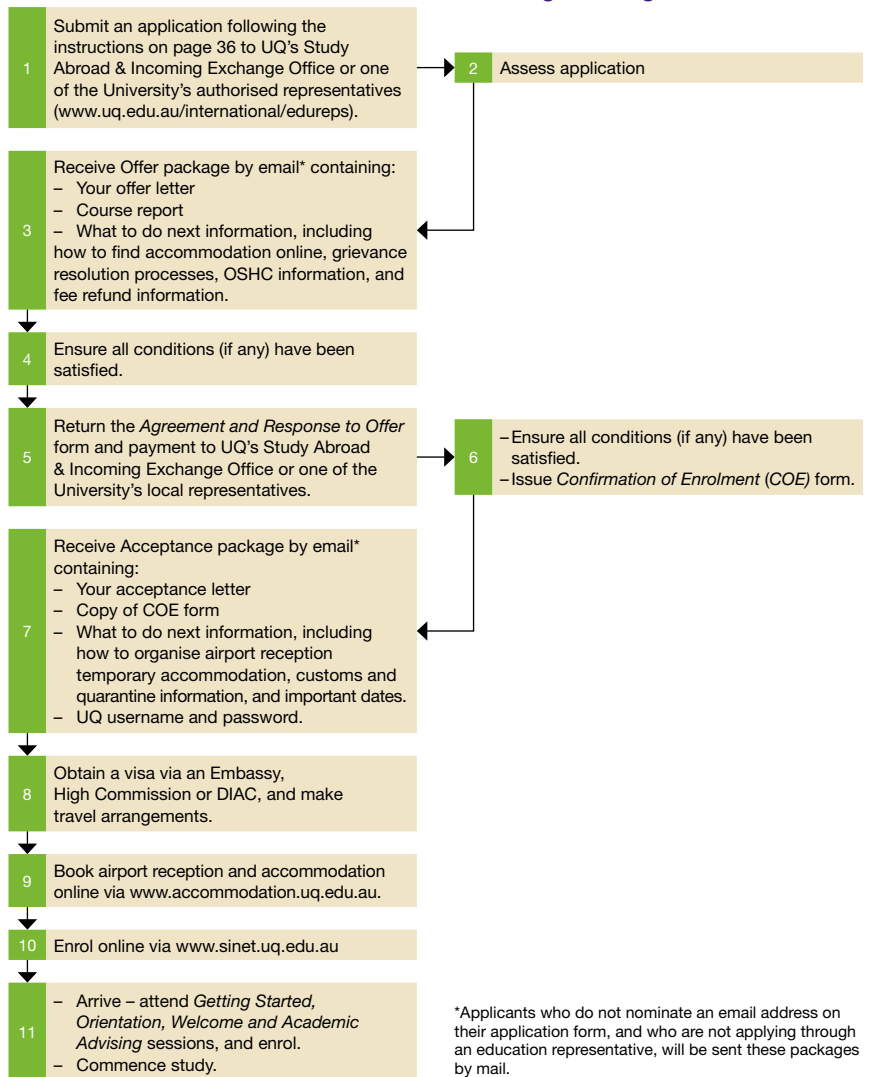 1
Submit an application following the
instructions on page 36 to UQ's Study
Abroad & Incoming Exchange Office or one
of the University's authorised representatives
(www.uq.edu.au/international/edureps).
2
Assess application
3
Receive Offer package by email* containing:
– Your offer letter
– Course report
– What to do next information, including
how to find accommodation online, grievance
resolution processes, OSHC information, and
fee refund information.
4
Ensure all conditions (if any) have been
satisfied.
5
Return the Agreement and Response to Offer
form and payment to UQ's Study Abroad
& Incoming Exchange Office or one of the
University's local representatives.
6
– Ensure all conditions (if any) have been
satisfied.
– Issue Confirmation of Enrolment (COE) form.
7
Receive Acceptance package by email*
containing:
– Your acceptance letter
– Copy of COE form
– What to do next information, including
how to organise airport reception
temporary accommodation, customs and
quarantine information, and important dates.
– UQ username and password.
8
Obtain a visa via an Embassy,
High Commission or DIAC, and make
travel arrangements.
9
Book airport reception and accommodation
online via www.accommodation.uq.edu.au.
10
Enrol online via www.sinet.uq.edu.au
11
– Arrive – attend Getting Started,
Orientation, Welcome and Academic
Advising sessions, and enrol.
– Commence study.
*Applicants who do not nominate an email address on
their application form, and who are not applying through
an education representative, will be sent these packages
by mail.